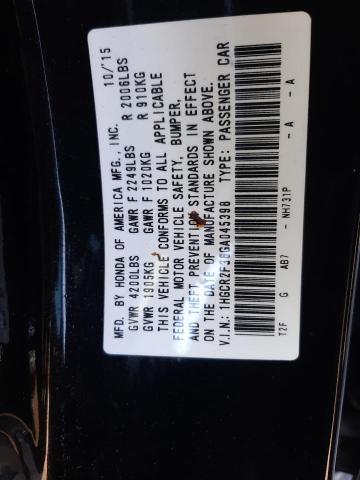 MFD. BY HONDA OF AMERICA MFG., INC. 10/'15
GVWR 4200LBS GAWR F 2249LBS R 2006LBS
GVWR 1905KG GAWR F 1020KG R 910KG
THIS VEHICLE CONFORMS TO ALL APPLICABLE
FEDERAL MOTOR VEHICLE SAFETY, BUMPER,
AND THEFT PREVENTION STANDARDS IN EFFECT
ON THE DATE OF MANUFACTURE SHOWN ABOVE.
V.I.N.: TYPE: PASSENGER CAR
NH731P - A - A
T2F G AB7